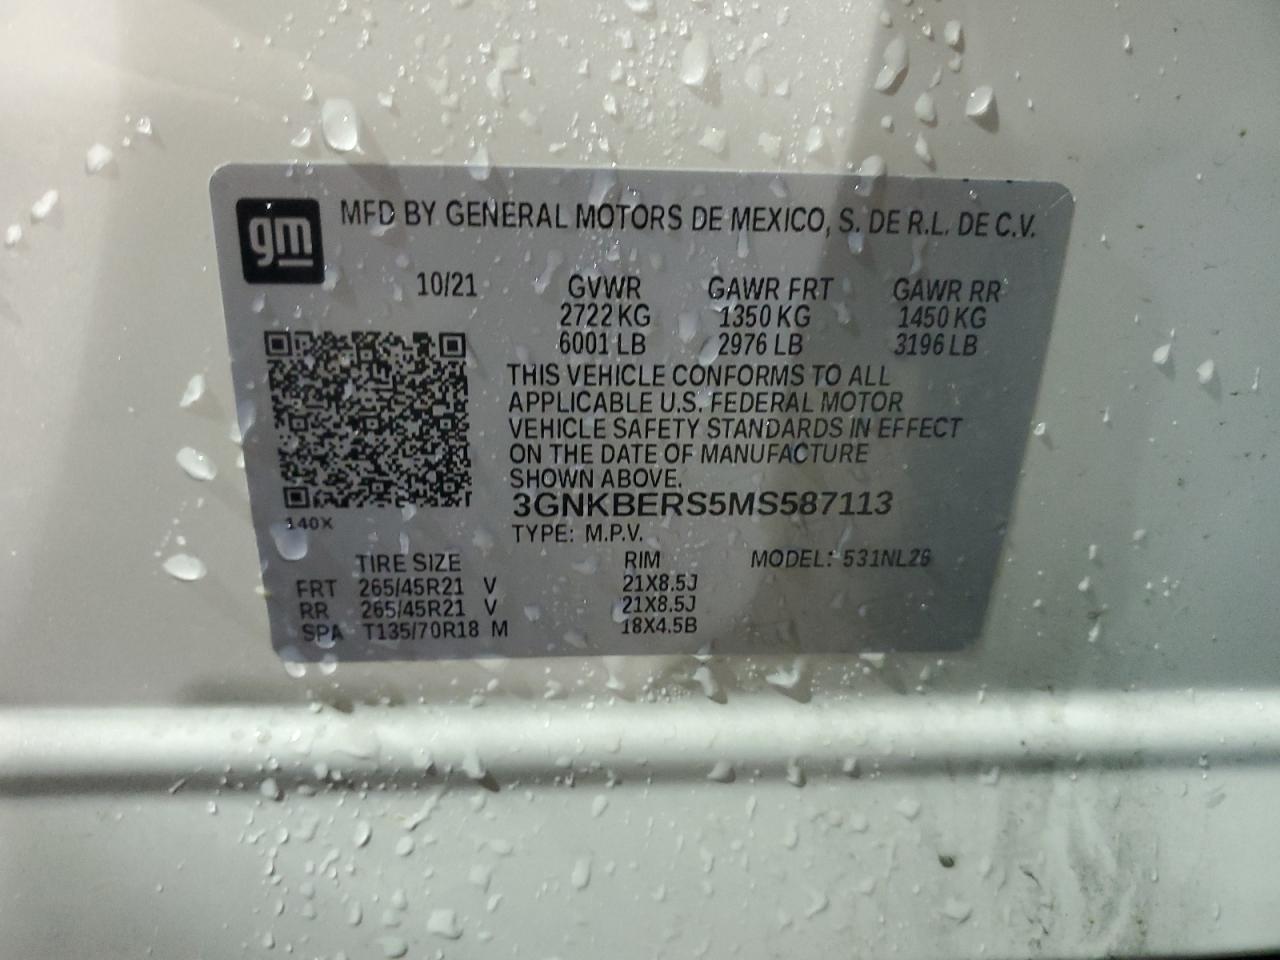 gm
MFD BY GENERAL MOTORS DE MEXICO, S. DE R.L. DE C.V.
10/21 GVWR GAWR FRT GAWR RR
2722 KG 1350 KG 1450 KG
6001 LB 2976 LB 3196 LB
THIS VEHICLE CONFORMS TO ALL
APPLICABLE U.S. FEDERAL MOTOR
VEHICLE SAFETY STANDARDS IN EFFECT
ON THE DATE OF MANUFACTURE
SHOWN ABOVE.
3GNKBERS5MS587113
140X
TYPE: M.P.V.
TIRE SIZE RIM MODEL: 531NL26
FRT 265/45R21 V 21X8.5J
RR 265/45R21 V 21X8.5J
SPA T135/70R18 M 18X4.5B